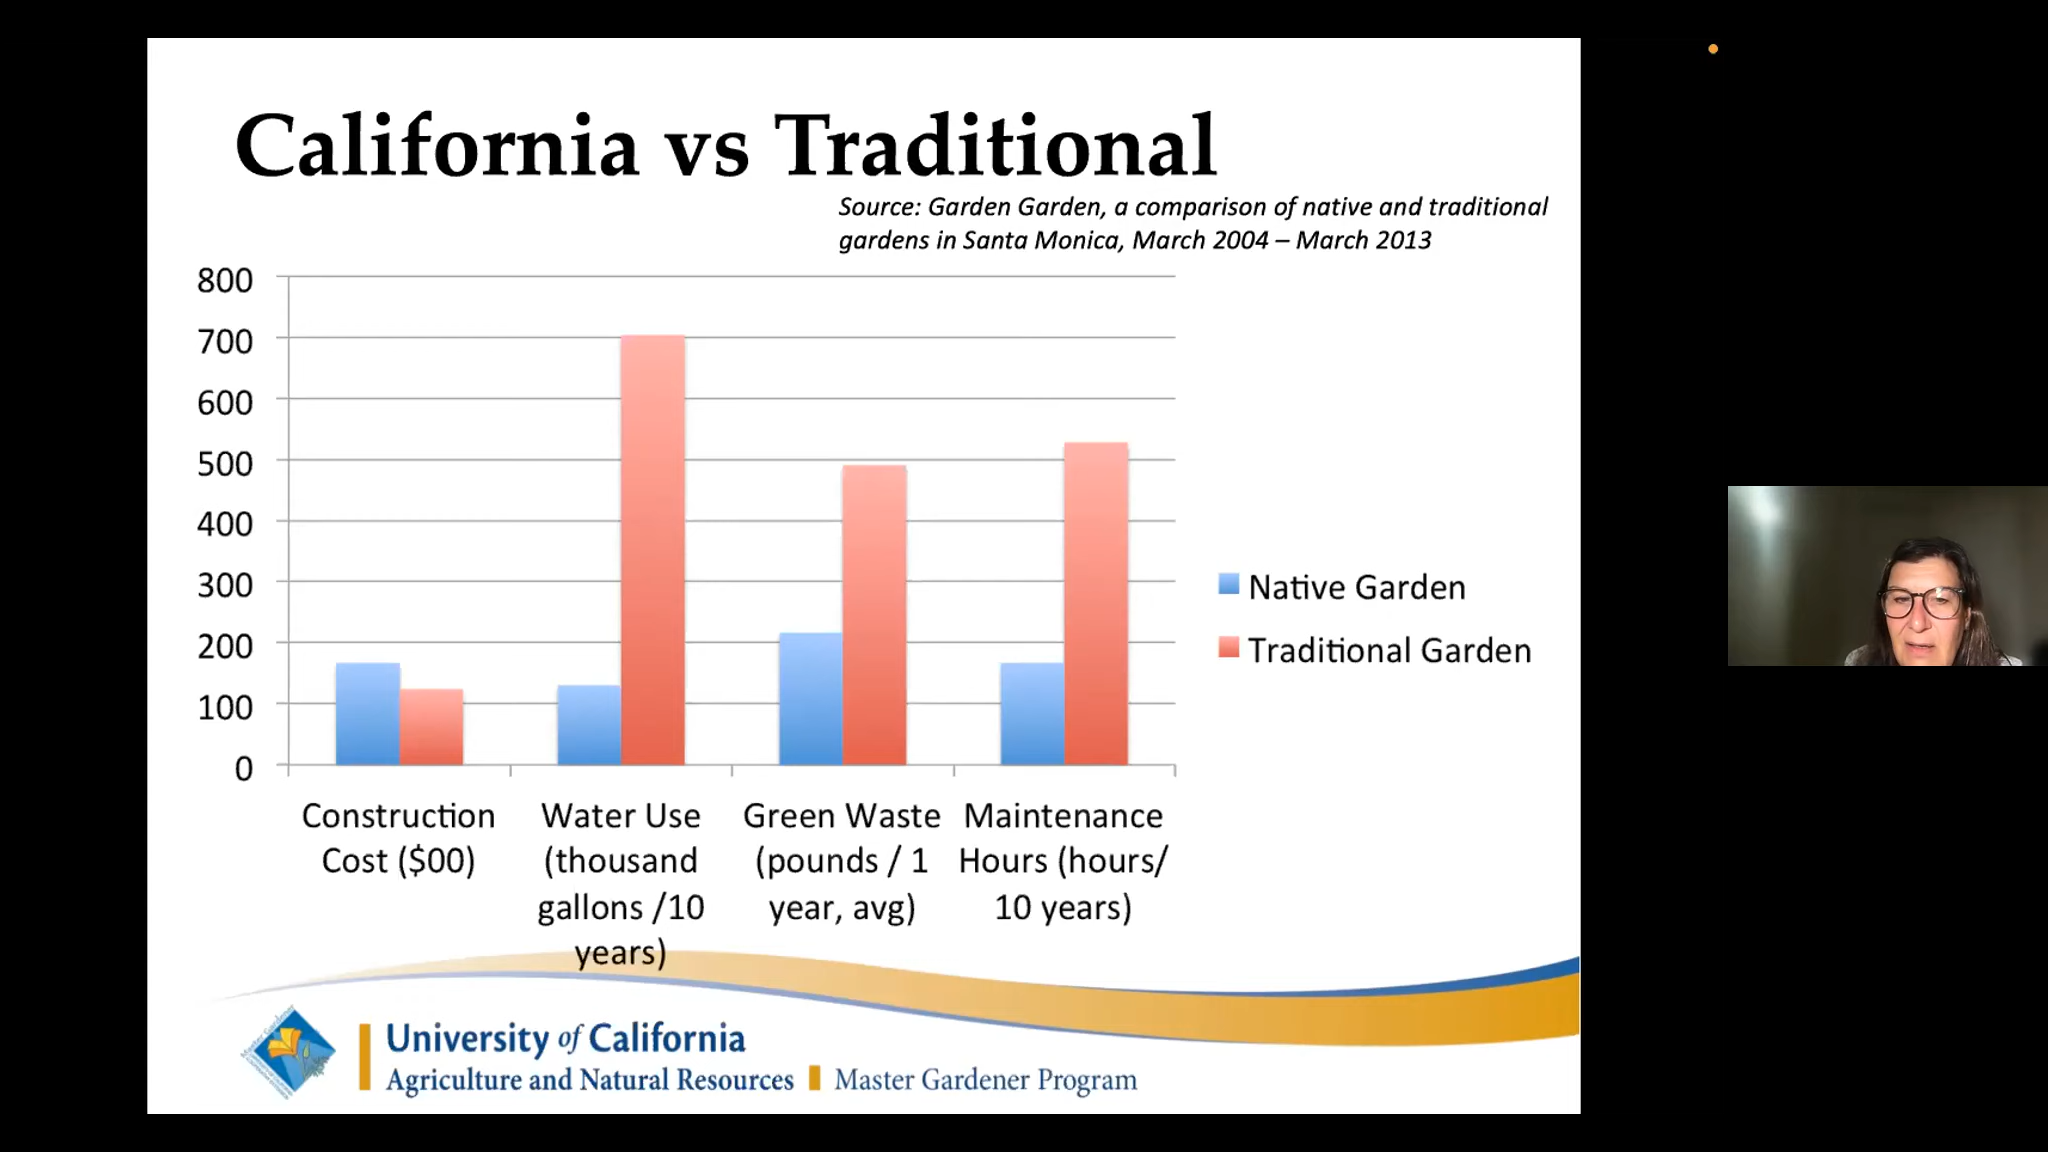 California vs Traditional
Source: Garden Garden, a comparison of native and traditional
gardens in Santa Monica, March 2004 – March 2013
800
700
600
500
400
300
200
100
0
Native Garden
Traditional Garden
Construction
Cost ($00)
Water Use
(thousand
gallons /10
years)
Green Waste
(pounds / 1
year, avg)
Maintenance
Hours (hours/
10 years)
University of California
Agriculture and Natural Resources
Master Gardener Program